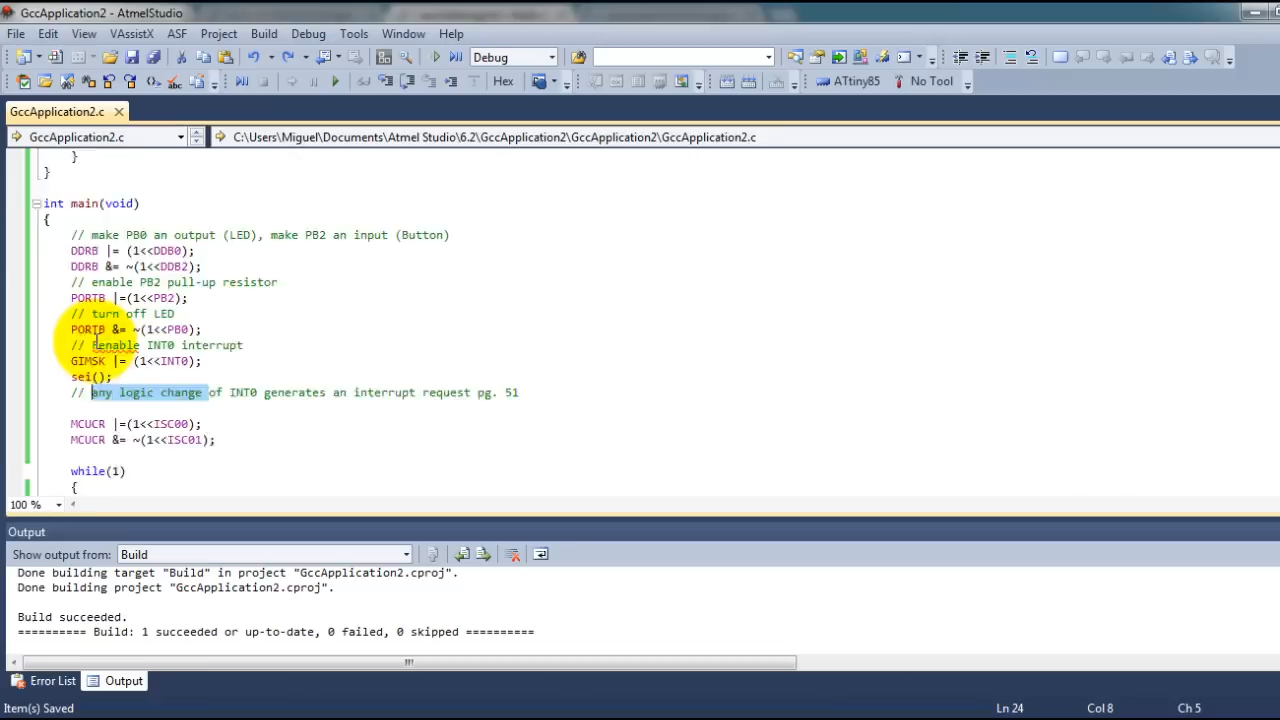 GccApplication2 - AtmelStudio
File Edit View VAssistX ASF Project Build Debug Tools Window Help
Debug
Hex ATtiny85 No Tool
GccApplication2.c
GccApplication2.c C:\Users\Miguel\Documents\Atmel Studio\6.2\GccApplication2\GccApplication2\GccApplication2.c
}
}
int main(void)
{
// make PB0 an output (LED), make PB2 an input (Button)
DDRB |= (1<<DDB0);
DDRB &= ~(1<<DDB2);
// enable PB2 pull-up resistor
PORTB |=(1<<PB2);
// turn off LED
PORTB &= ~(1<<PB0);
// Eenable INT0 interrupt
GIMSK |= (1<<INT0);
sei();
// any logic change of INT0 generates an interrupt request pg. 51
MCUCR |=(1<<ISC00);
MCUCR &= ~(1<<ISC01);
while(1)
{
100 %
Output
Show output from: Build
Done building target "Build" in project "GccApplication2.cproj".
Done building project "GccApplication2.cproj".
Build succeeded.
========== Build: 1 succeeded or up-to-date, 0 failed, 0 skipped ==========
Error List Output
Item(s) Saved Ln 24 Col 8 Ch 5